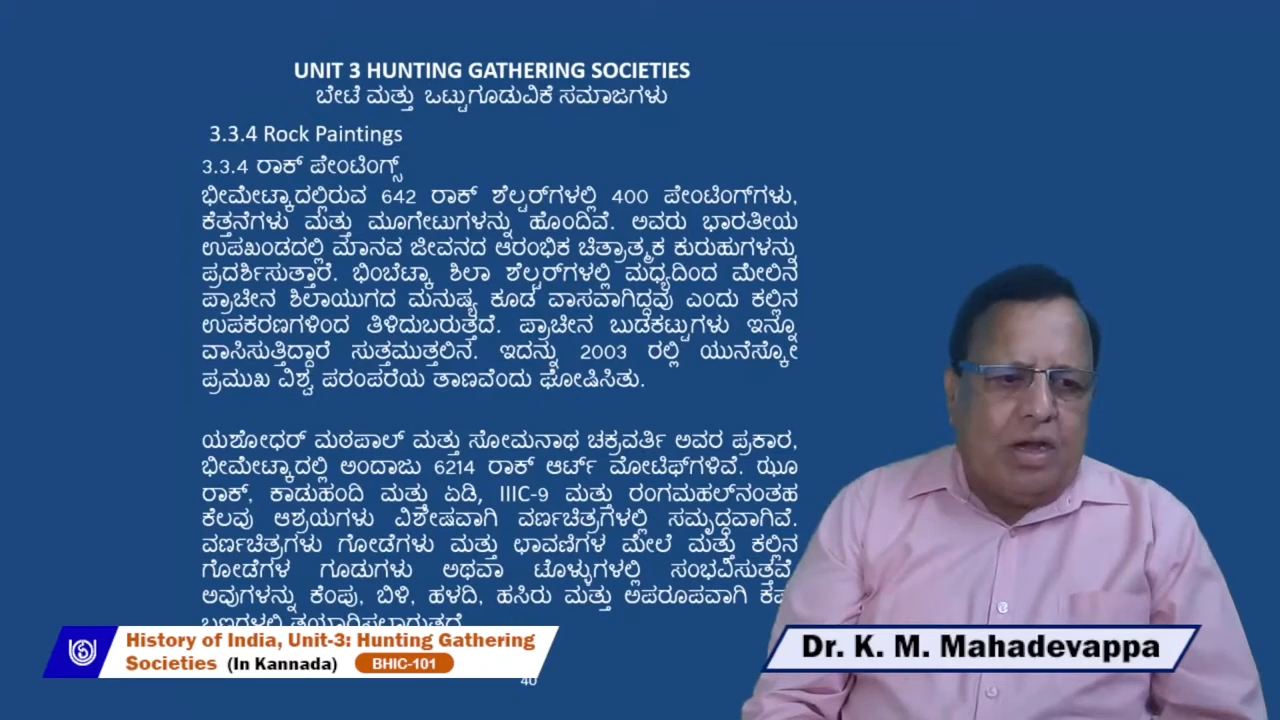 UNIT 3 HUNTING GATHERING SOCIETIES
ಬೇಟೆ ಮತ್ತು ಒಟ್ಟುಗೂಡುವಿಕೆ ಸಮಾಜಗಳು
3.3.4 Rock Paintings
3.3.4 ರಾಕ್ ಪೇಂಟಿಂಗ್ಸ್
ಭೀಮೇಟ್ಕಾದಲ್ಲಿರುವ 642 ರಾಕ್ ಶೆಲ್ಟರ್‌ಗಳಲ್ಲಿ 400 ಪೇಂಟಿಂಗ್‌ಗಳು,
ಕೆತ್ತನೆಗಳು ಮತ್ತು ಮೂಗೇಟುಗಳನ್ನು ಹೊಂದಿವೆ. ಅವರು ಭಾರತೀಯ
ಉಪಖಂಡದಲ್ಲಿ ಮಾನವ ಜೀವನದ ಆರಂಭಿಕ ಚಿತ್ರಾತ್ಮಕ ಕುರುಹುಗಳನ್ನು
ಪ್ರದರ್ಶಿಸುತ್ತಾರೆ. ಭಿಂಬೆಟ್ಕಾ ಶಿಲಾ ಶೆಲ್ಟರ್‌ಗಳಲ್ಲಿ ಮಧ್ಯದಿಂದ ಮೇಲಿನ
ಪ್ರಾಚೀನ ಶಿಲಾಯುಗದ ಮನುಷ್ಯ ಕೂಡ ವಾಸವಾಗಿದ್ದವು ಎಂದು ಕಲ್ಲಿನ
ಉಪಕರಣಗಳಿಂದ ತಿಳಿದುಬರುತ್ತದೆ. ಪ್ರಾಚೀನ ಬುಡಕಟ್ಟುಗಳು ಇನ್ನೂ
ವಾಸಿಸುತ್ತಿದ್ದಾರೆ ಸುತ್ತಮುತ್ತಲಿನ. ಇದನ್ನು 2003 ರಲ್ಲಿ ಯುನೆಸ್ಕೋ
ಪ್ರಮುಖ ವಿಶ್ವ ಪರಂಪರೆಯ ತಾಣವೆಂದು ಘೋಷಿಸಿತು.
ಯಶೋಧರ್ ಮಠಪಾಲ್ ಮತ್ತು ಸೋಮನಾಥ ಚಕ್ರವರ್ತಿ ಅವರ ಪ್ರಕಾರ,
ಭೀಮೇಟ್ಕಾದಲ್ಲಿ ಅಂದಾಜು 6214 ರಾಕ್ ಆರ್ಟ್ ಮೋಟಿಫ್‌ಗಳಿವೆ. ಝೂ
ರಾಕ್, ಕಾಡುಹಂದಿ ಮತ್ತು ಏಡಿ, IIIC-9 ಮತ್ತು ರಂಗಮಹಲ್‌ನಂತಹ
ಕೆಲವು ಆಶ್ರಯಗಳು ವಿಶೇಷವಾಗಿ ವರ್ಣಚಿತ್ರಗಳಲ್ಲಿ ಸಮೃದ್ಧವಾಗಿವೆ.
ವರ್ಣಚಿತ್ರಗಳು ಗೋಡೆಗಳು ಮತ್ತು ಛಾವಣಿಗಳ ಮೇಲೆ ಮತ್ತು ಕಲ್ಲಿನ
ಗೋಡೆಗಳ ಗೂಡುಗಳು ಅಥವಾ ಟೊಳ್ಳುಗಳಲ್ಲಿ ಸಂಭವಿಸುತ್ತವೆ
ಅವುಗಳನ್ನು ಕೆಂಪು, ಬಿಳಿ, ಹಳದಿ, ಹಸಿರು ಮತ್ತು ಅಪರೂಪವಾಗಿ
History of India, Unit-3: Hunting Gathering
Societies (In Kannada) BHIC-101
Dr. K. M. Mahadevappa
40